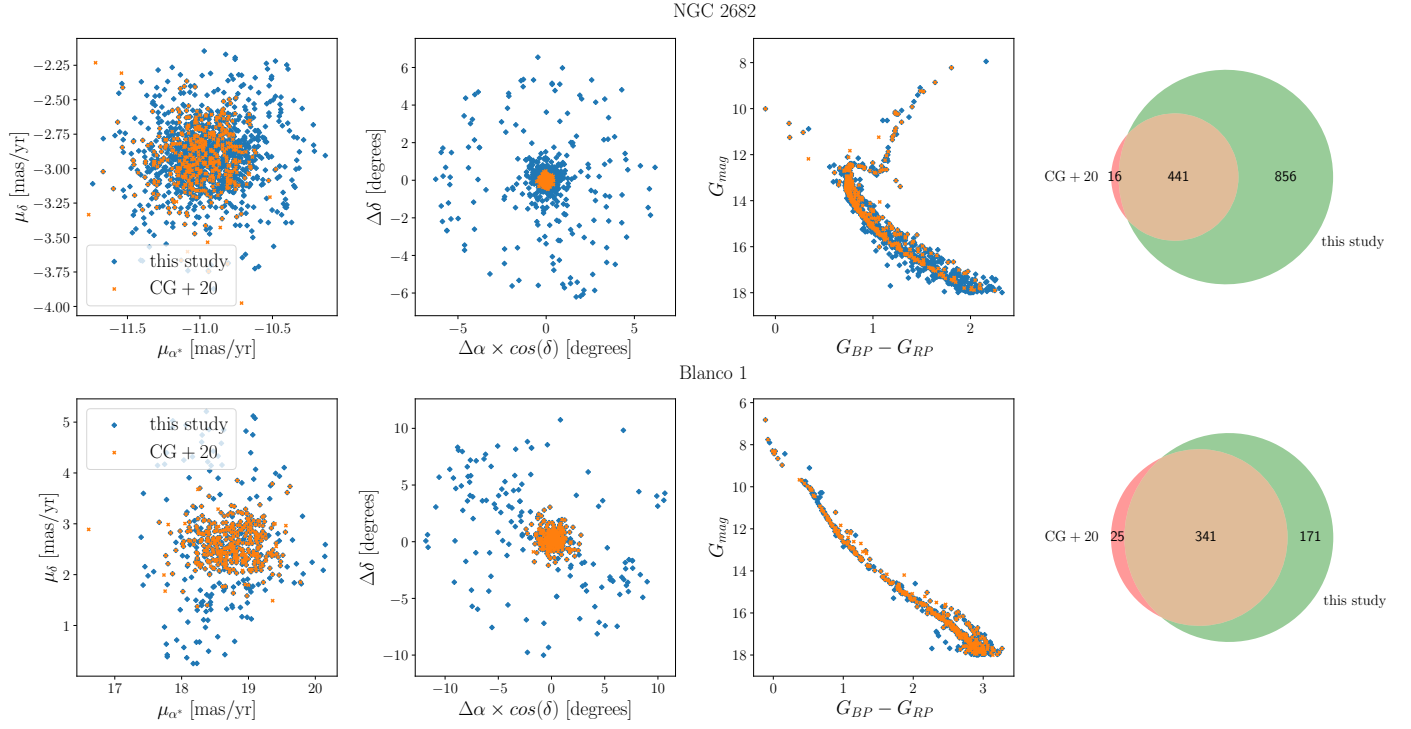 NGC 2682
−2.25
−2.50
−2.75
−3.00
−3.25
−3.50
−3.75
−4.00
μδ [mas/yr]
this study
CG + 20
−11.5 −11.0 −10.5
μα* [mas/yr]
6
4
2
0
−2
−4
−6
Δδ [degrees]
−5 0 5
Δα × cos(δ) [degrees]
8
10
12
14
16
18
Gmag
0 1 2
GBP − GRP
CG + 20 16 441 856
this study
Blanco 1
5
4
3
2
1
μδ [mas/yr]
this study
CG + 20
17 18 19 20
μα* [mas/yr]
10
5
0
−5
−10
Δδ [degrees]
−10 −5 0 5 10
Δα × cos(δ) [degrees]
6
8
10
12
14
16
18
Gmag
0 1 2 3
GBP − GRP
CG + 20 25 341 171
this study